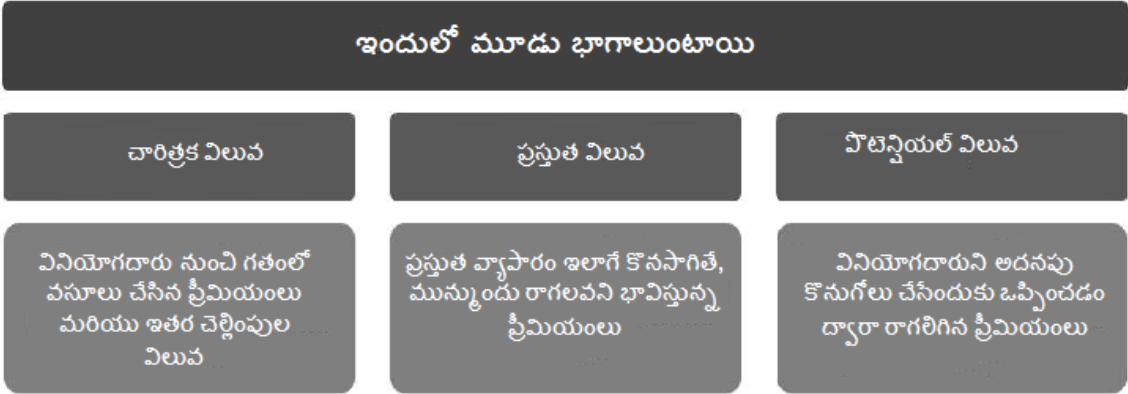 ఇందులో మూడు భాగాలుంటాయి
చారిత్రక విలువ
ప్రస్తుత విలువ
పొటెన్షియల్ విలువ
వినియోగదారు నుంచి గతంలో
వసూలు చేసిన ప్రీమియంలు
మరియు ఇతర చెల్లింపుల
విలువ
ప్రస్తుత వ్యాపారం ఇలాగే కొనసాగితే,
మున్ముందు రాగలవని భావిస్తున్న
ప్రీమియంలు
వినియోగదారుని అదనపు
కొనుగోలు చేసేందుకు ఒప్పించడం
ద్వారా రాగలిగిన ప్రీమియంలు